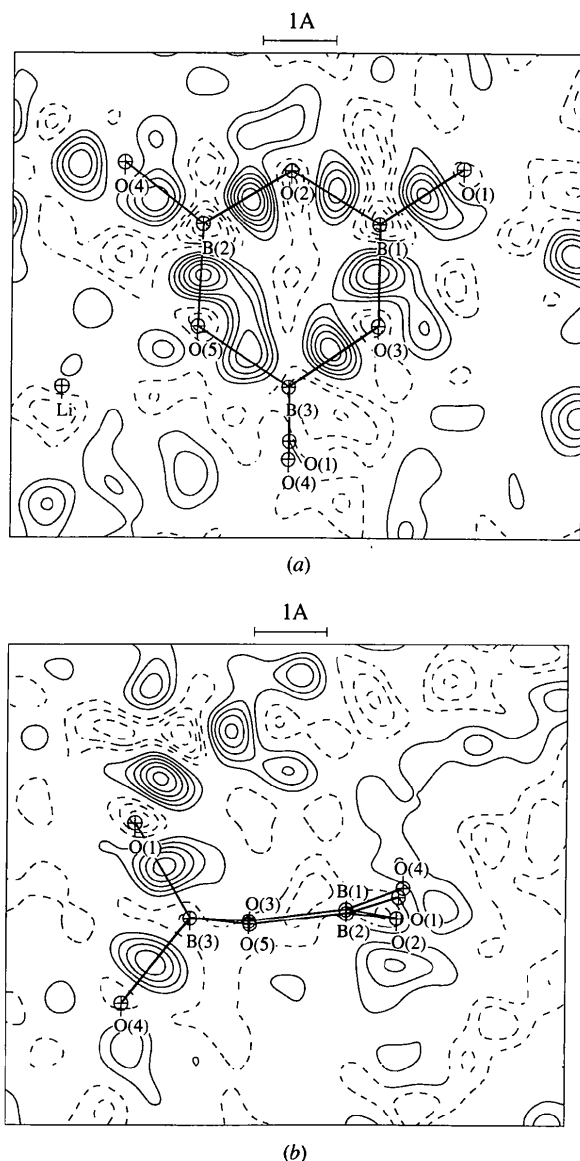 1A
O(4)
O(2)
O(1)
B(2)
B(1)
O(5)
O(3)
Li
B(3)
O(1)
O(4)
(a)
1A
O(1)
O(4)
B(1)
O(3)
O(1)
B(3)
O(5)
B(2)
O(2)
O(4)
(b)